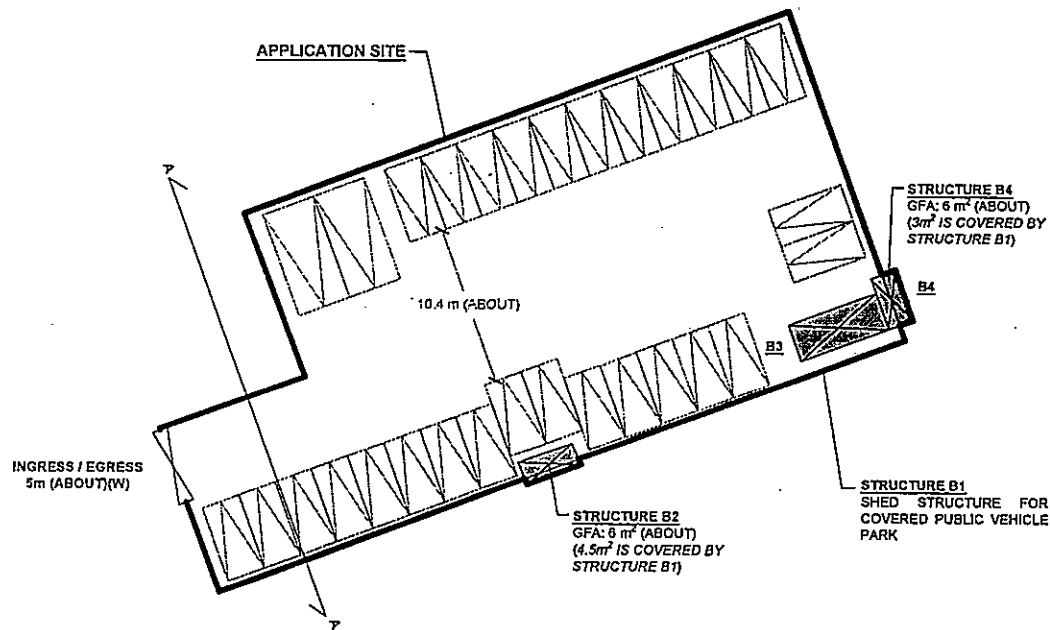 APPLICATION SITE
A
STRUCTURE B4
GFA: 6 m² (ABOUT)
(3m² IS COVERED BY
STRUCTURE B1)
B4
10.4 m (ABOUT)
B3
INGRESS / EGRESS
5m (ABOUT)(W)
STRUCTURE B1
SHED STRUCTURE FOR
COVERED PUBLIC VEHICLE
PARK
STRUCTURE B2
GFA: 6 m² (ABOUT)
(4.5m² IS COVERED BY
STRUCTURE B1)
A